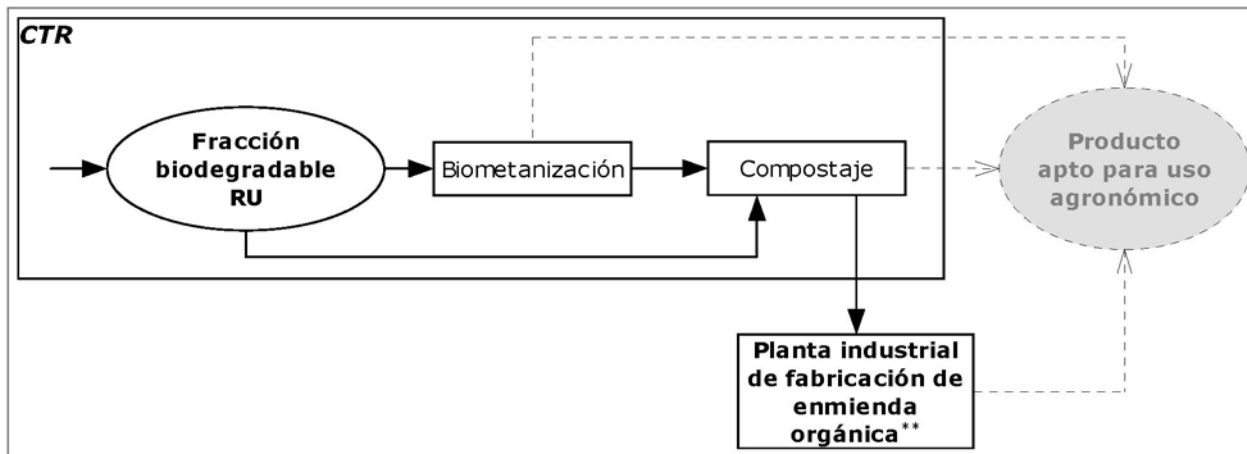 CTR
Fracción
biodegradable
RU
Biometanización
Compostaje
Producto
apto para uso
agronómico
Planta industrial
de fabricación de
enmienda
orgánica**